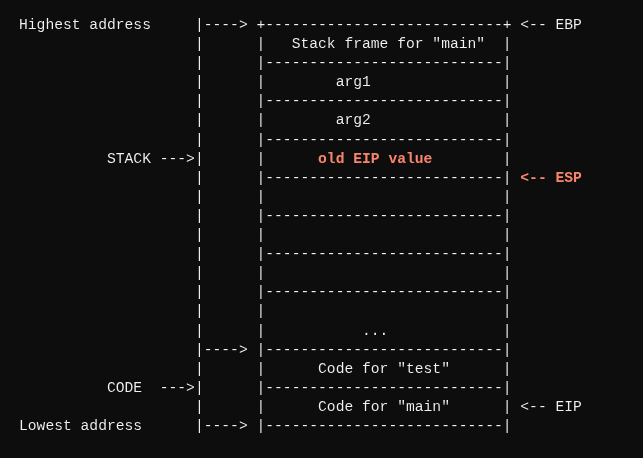 Highest address      |----> +---------------------------+ <-- EBP
                     |      |   Stack frame for "main"  |
                     |      |---------------------------|
                     |      |        arg1               |
                     |      |---------------------------|
                     |      |        arg2               |
                     |      |---------------------------|
          STACK --->|      |      old EIP value        |
                     |      |---------------------------| <-- ESP
                     |      |                           |
                     |      |---------------------------|
                     |      |                           |
                     |      |---------------------------|
                     |      |                           |
                     |      |---------------------------|
                     |      |                           |
                     |      |           ...             |
                     |----> |---------------------------|
                     |      |      Code for "test"      |
          CODE  --->|      |---------------------------|
                     |      |      Code for "main"      | <-- EIP
Lowest address       |----> |---------------------------|